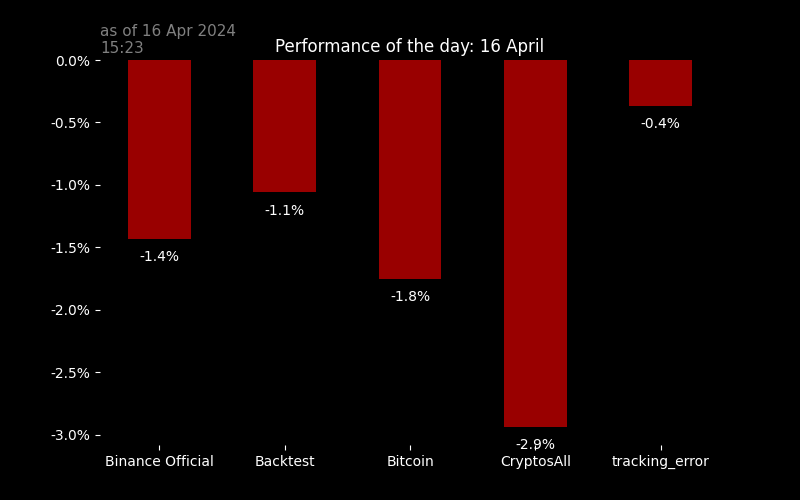 as of 16 Apr 2024
15:23
Performance of the day: 16 April
0.0%
-0.5%
-1.0%
-1.5%
-2.0%
-2.5%
-3.0%
-1.4%
-1.1%
-1.8%
-2.9%
-0.4%
Binance Official
Backtest
Bitcoin
CryptosAll
tracking_error